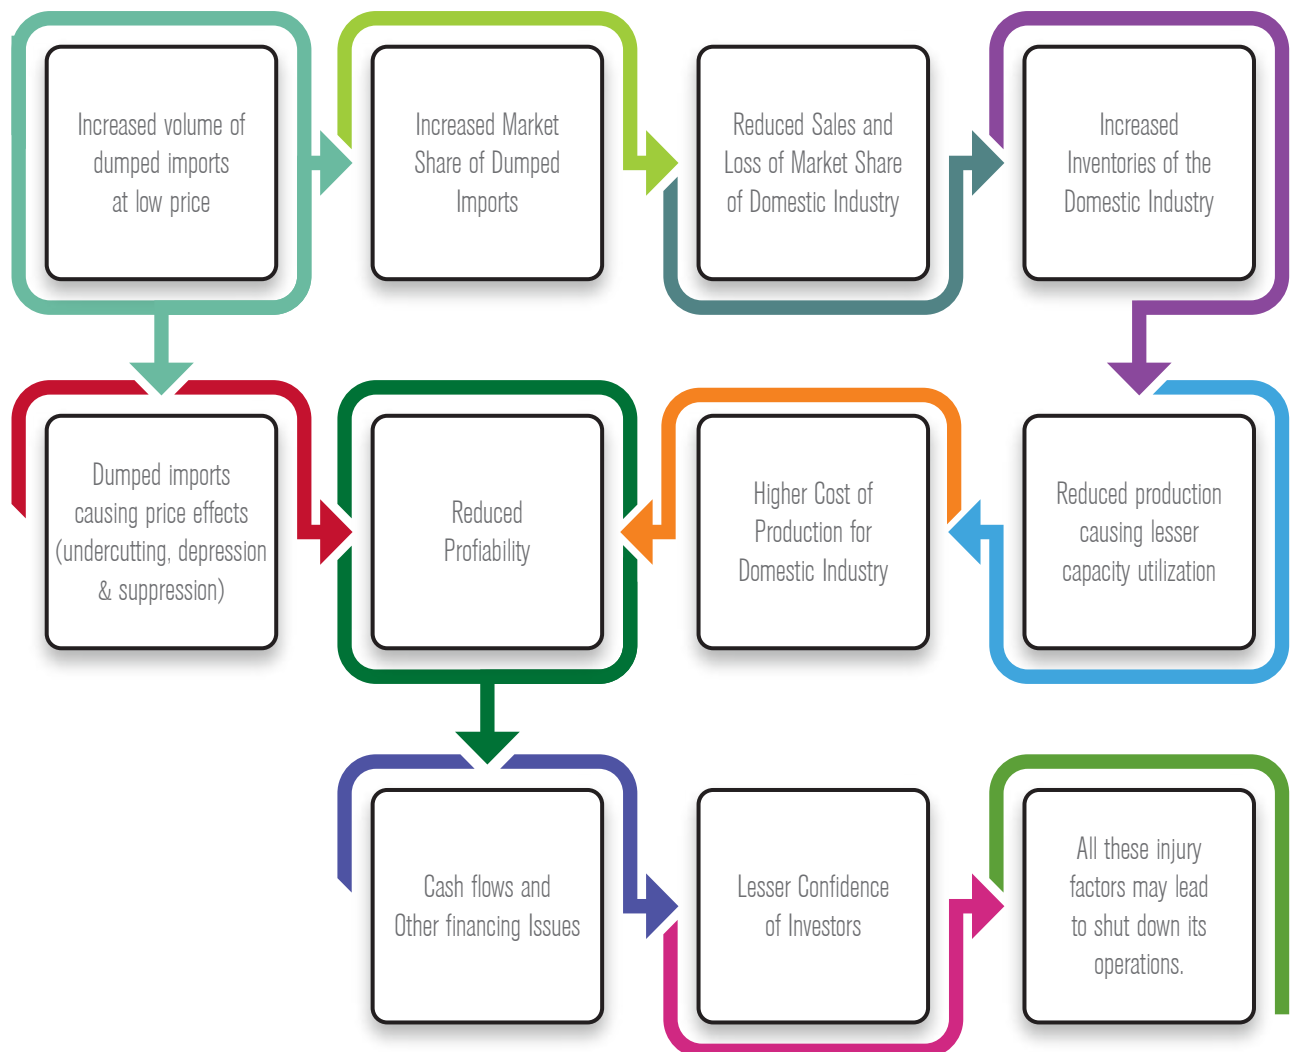 Increased volume of
dumped imports
at low price
Increased Market
Share of Dumped
Imports
Reduced Sales and
Loss of Market Share
of Domestic Industry
Increased
Inventories of the
Domestic Industry
Dumped imports
causing price effects
(undercutting, depression
& suppression)
Reduced
Profiability
Higher Cost of
Production for
Domestic Industry
Reduced production
causing lesser
capacity utilization
Cash flows and
Other financing Issues
Lesser Confidence
of Investors
All these injury
factors may lead
to shut down its
operations.